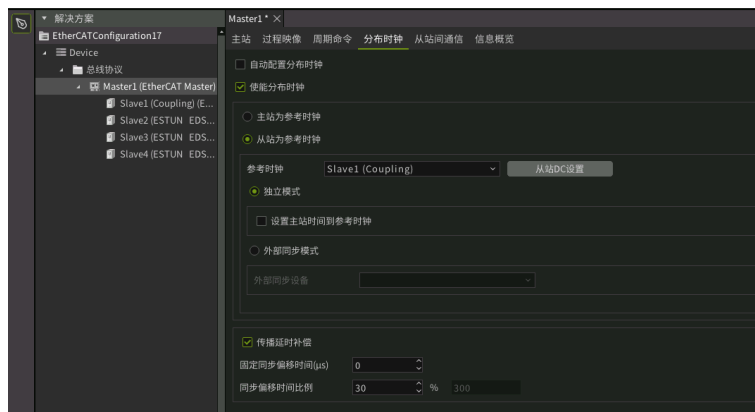 解决方案
EtherCATConfiguration17
Device
总线协议
Master1 (EtherCAT Master)
Slave1 (Coupling) (E...
Slave2 (ESTUN EDS...
Slave3 (ESTUN EDS...
Slave4 (ESTUN EDS...
Master1* ×
主站 过程映像 周期命令 分布时钟 从站间通信 信息概览
自动配置分布时钟
使能分布时钟
主站为参考时钟
从站为参考时钟
参考时钟 Slave1 (Coupling) 从站DC设置
独立模式
设置主站时间到参考时钟
外部同步模式
外部同步设备
传播延时补偿
固定同步偏移时间(μs) 0
同步偏移时间比例 30 % 300